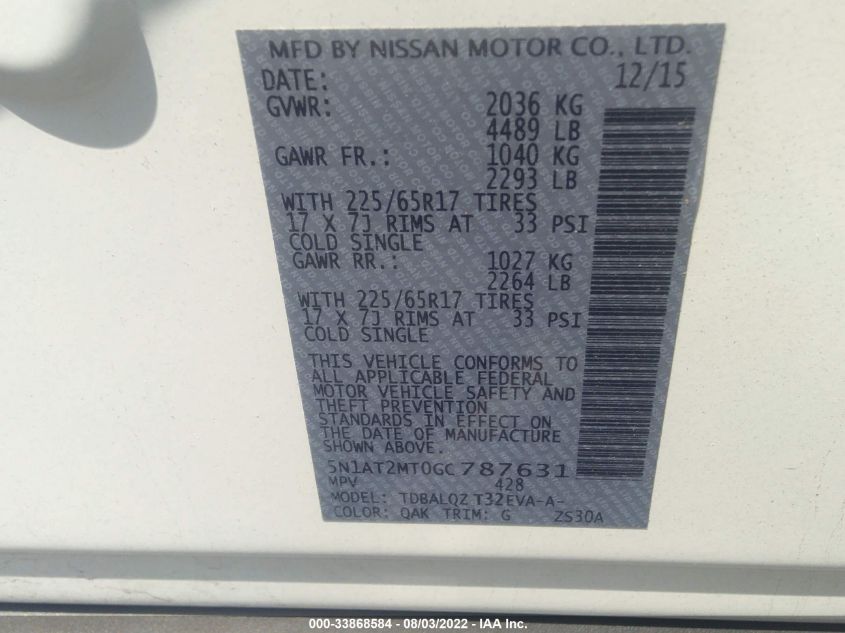 MFD BY NISSAN MOTOR CO., LTD.
DATE: 12/15
GVWR: 2036 KG
4489 LB
GAWR FR.: 1040 KG
2293 LB
WITH 225/65R17 TIRES
17 X 7J RIMS AT 33 PSI
COLD SINGLE
GAWR RR.: 1027 KG
2264 LB
WITH 225/65R17 TIRES
17 X 7J RIMS AT 33 PSI
COLD SINGLE
THIS VEHICLE CONFORMS TO
ALL APPLICABLE FEDERAL
MOTOR VEHICLE SAFETY AND
THEFT PREVENTION
STANDARDS IN EFFECT ON
THE DATE OF MANUFACTURE
SHOWN ABOVE.
5N1AT2MT0GC787631
MPV 428
MODEL: TDBALQZ T32EVA-A-
COLOR: QAK TRIM: G ZS30A
000-33868584 - 08/03/2022 - IAA Inc.